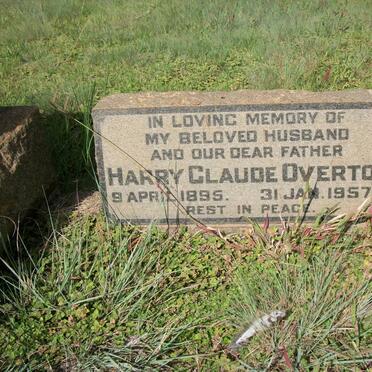 IN LOVING MEMORY OF
MY BELOVED HUSBAND
AND OUR DEAR FATHER
HARRY CLAUDE OVERTO
9 APRIL 1895. 31 JAN. 1957
REST IN PEACE